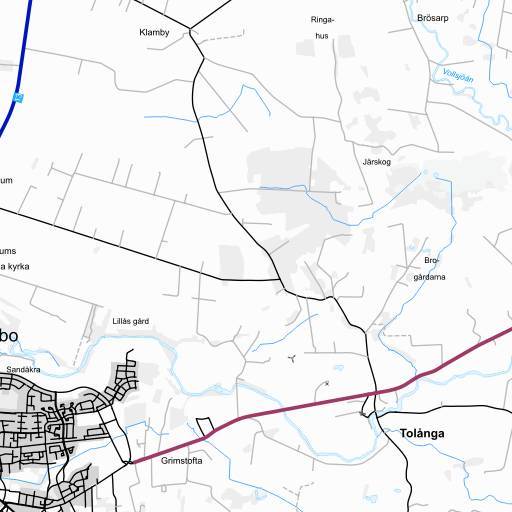 Brösarp
Ringa-
hus
Klamby
Vollsjöån
Järskog
um
ums
a kyrka
Bro-
gårdarna
Lillås gård
bo
Sandåkra
Tolånga
Grimstofta